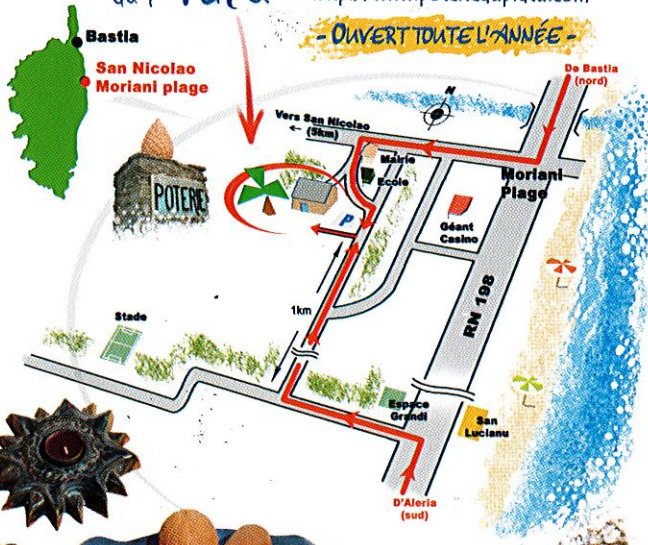 - OUVERT TOUTE L'ANNÉE -
Bastia
San Nicolao
Moriani plage
De Bastia
(nord)
N
Vers San Nicolao
(5km)
Mairie
Ecole
Moriani
Plage
POTERIE
P
Géant
Casino
1km
RN 198
Stade
Espace
Grandi
San
Lucianu
D'Aleria
(sud)